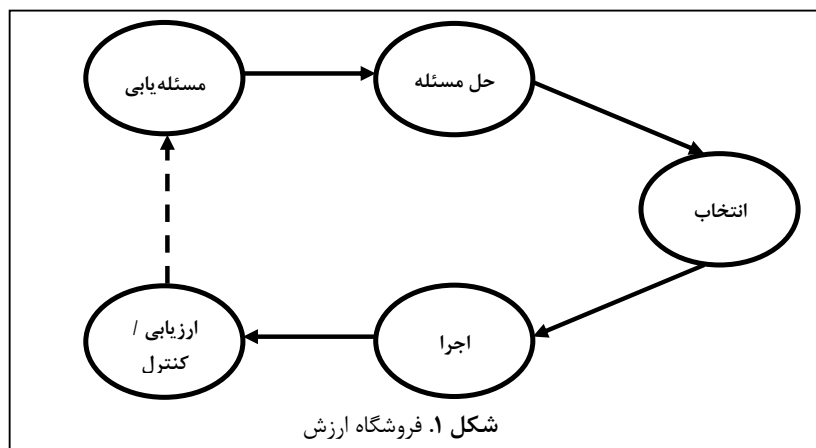 مسئله‌یابی
حل مسئله
انتخاب
اجرا
ارزیابی /
کنترل
شکل ۱. فروشگاه ارزش